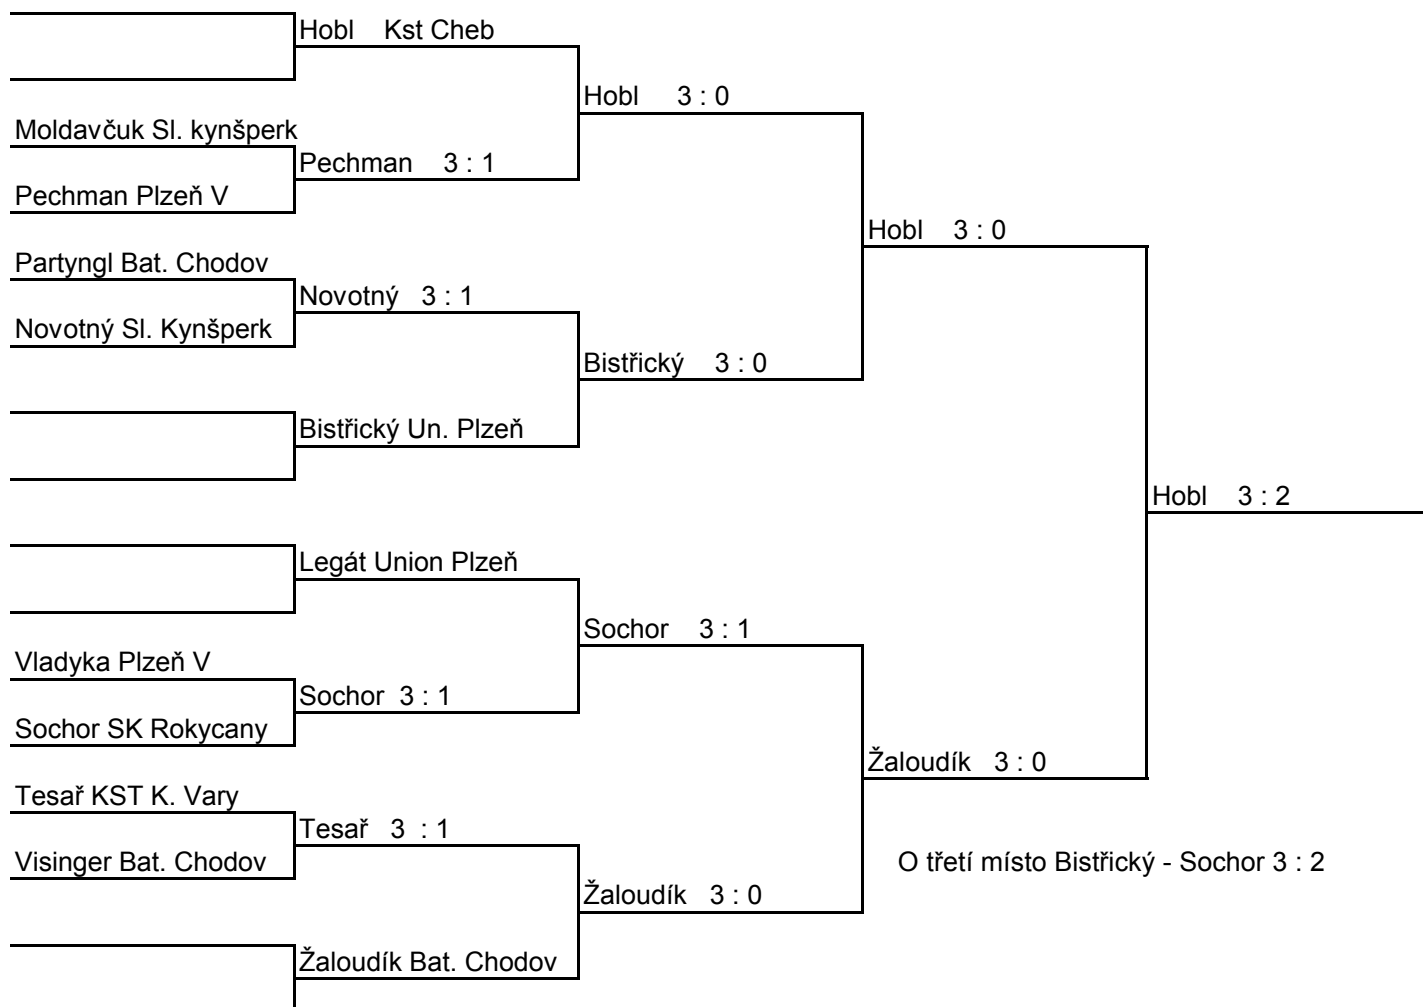 Hobl Kst Cheb
Hobl 3 : 0
Moldavčuk Sl. kynšperk
Pechman 3 : 1
Pechman Plzeň V
Hobl 3 : 0
Partyngl Bat. Chodov
Novotný 3 : 1
Novotný Sl. Kynšperk
Bistřický 3 : 0
Bistřický Un. Plzeň
Hobl 3 : 2
Legát Union Plzeň
Sochor 3 : 1
Vladyka Plzeň V
Sochor 3 : 1
Sochor SK Rokycany
Žaloudík 3 : 0
Tesař KST K. Vary
Tesař 3 : 1
Visinger Bat. Chodov
O třetí místo Bistřický - Sochor 3 : 2
Žaloudík 3 : 0
Žaloudík Bat. Chodov